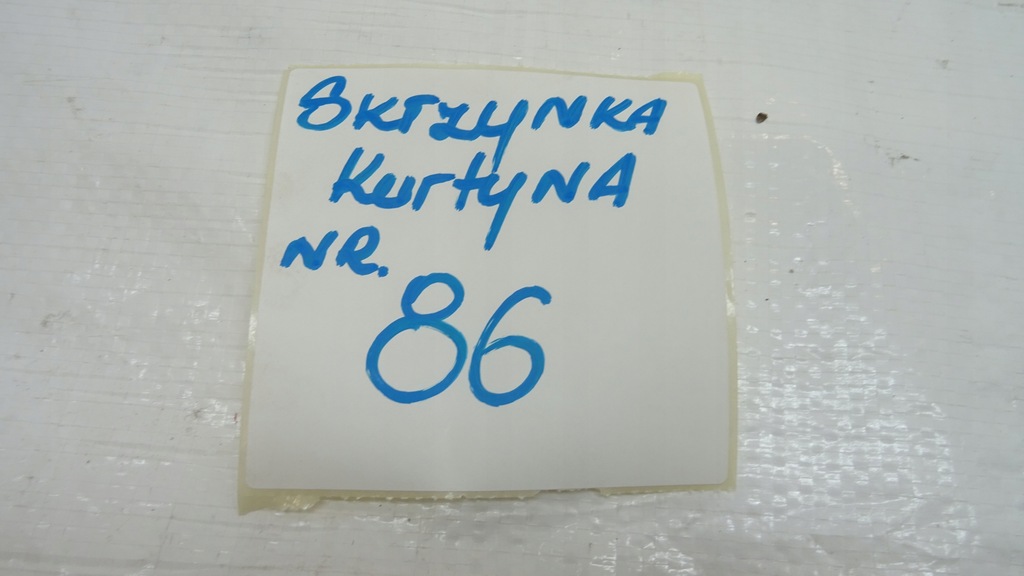 SKrzyNKA
KurtyNA
NR.
86